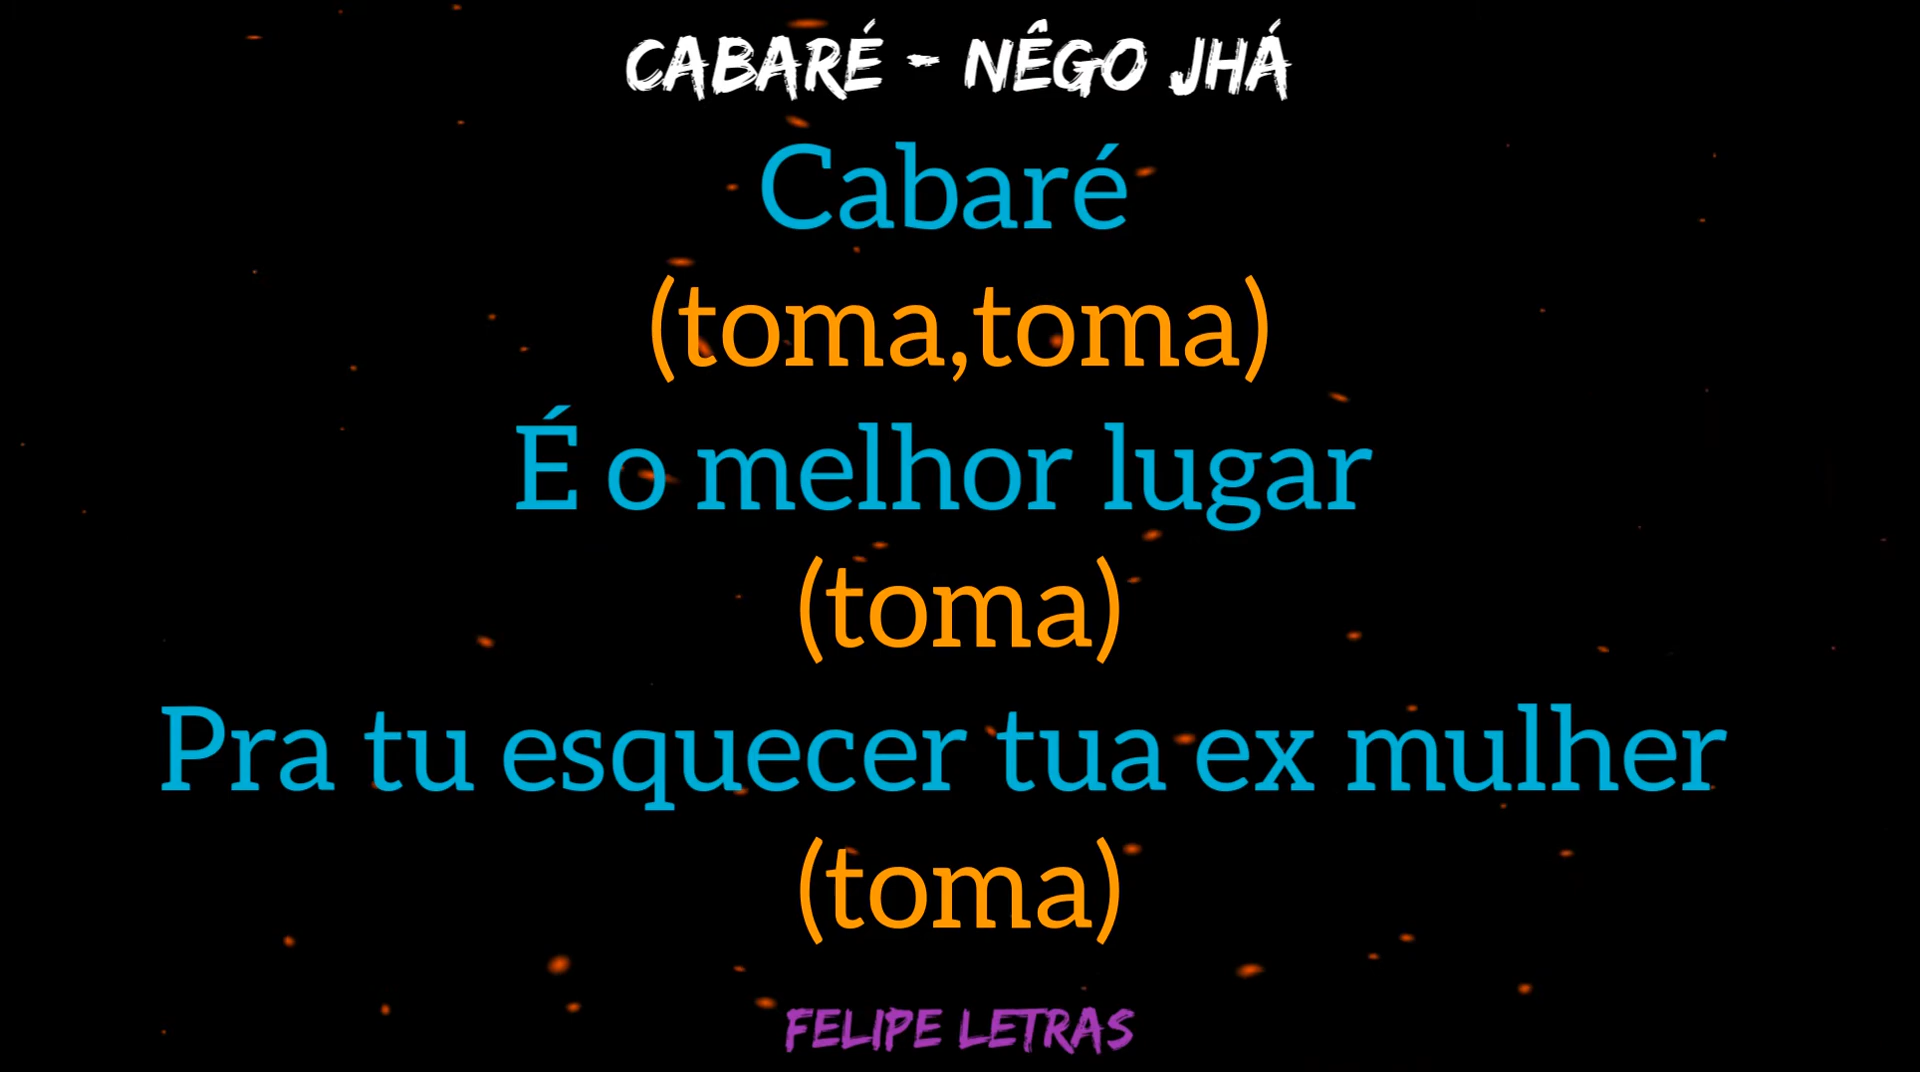 CABARÉ - NÊGO JHÁ
Cabaré
(toma,toma)
É o melhor lugar
(toma)
Pra tu esquecer tua ex mulher
(toma)
FELIPE LETRAS